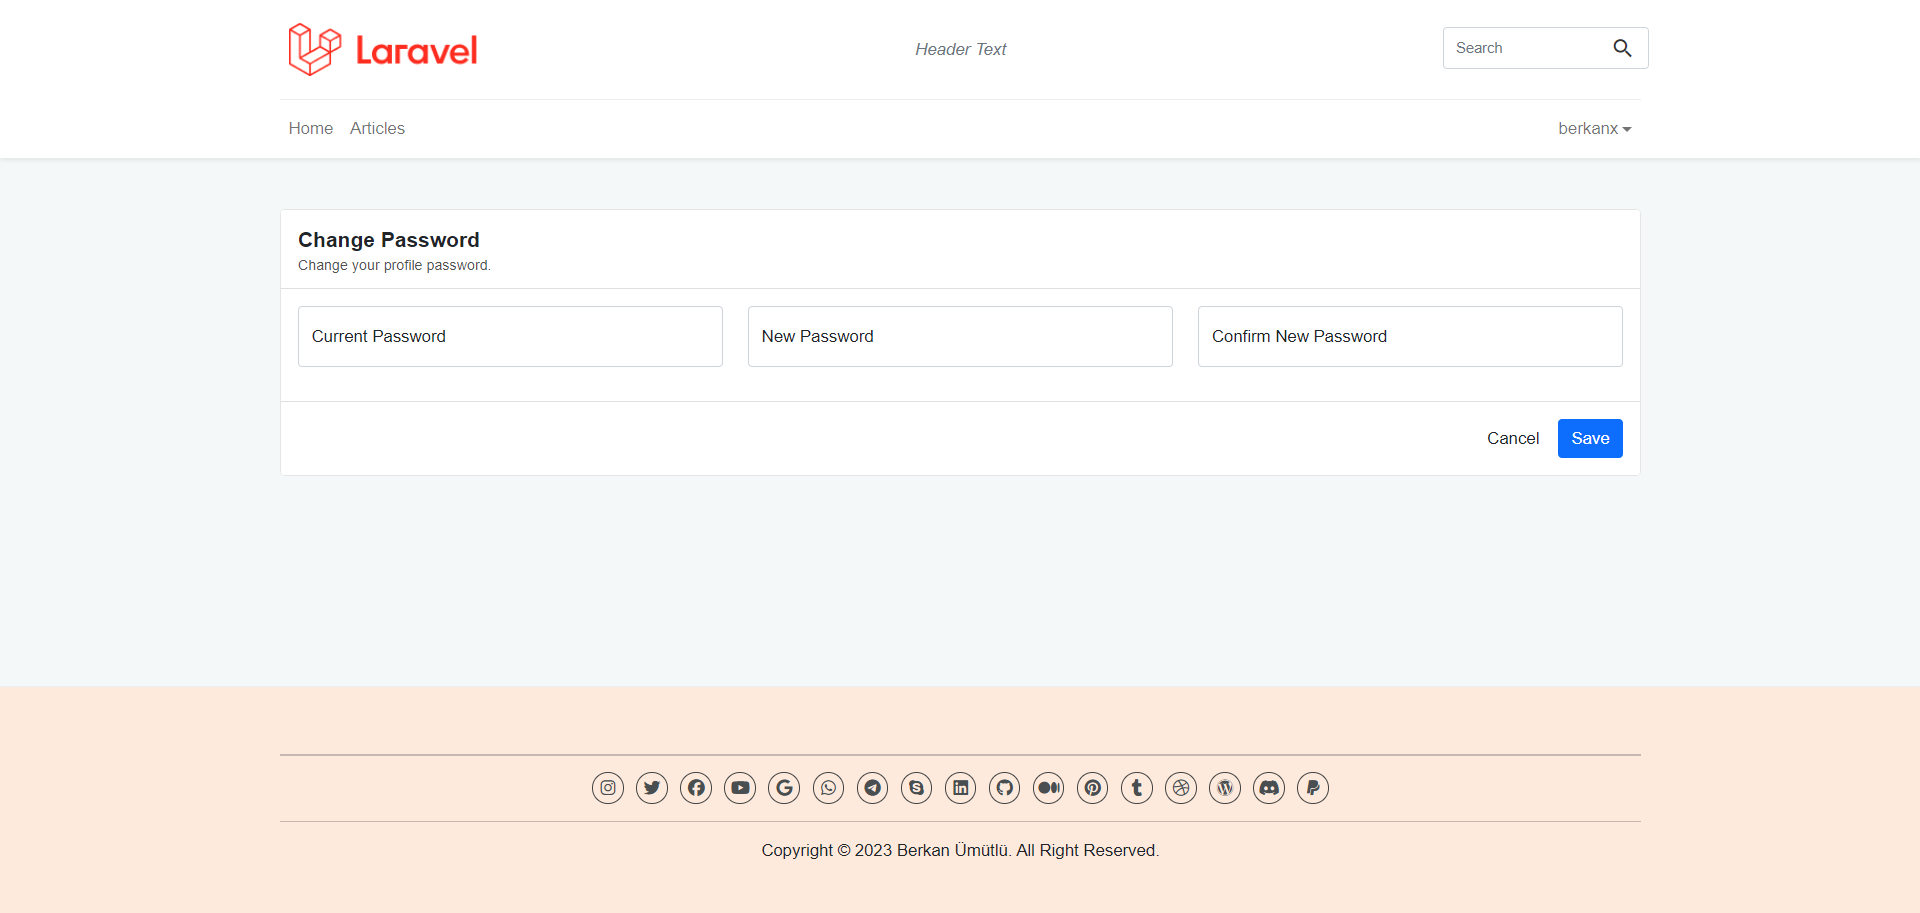 Laravel
Header Text
Search
Home Articles
berkanx
Change Password
Change your profile password.
Current Password
New Password
Confirm New Password
Cancel
Save
Copyright © 2023 Berkan Ümütlü. All Right Reserved.